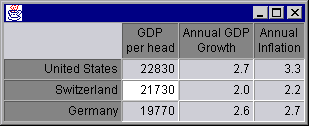 GDP per head Annual GDP Growth Annual Inflation
United States 22830 2.7 3.3
Switzerland 21730 2.0 2.2
Germany 19770 2.6 2.7